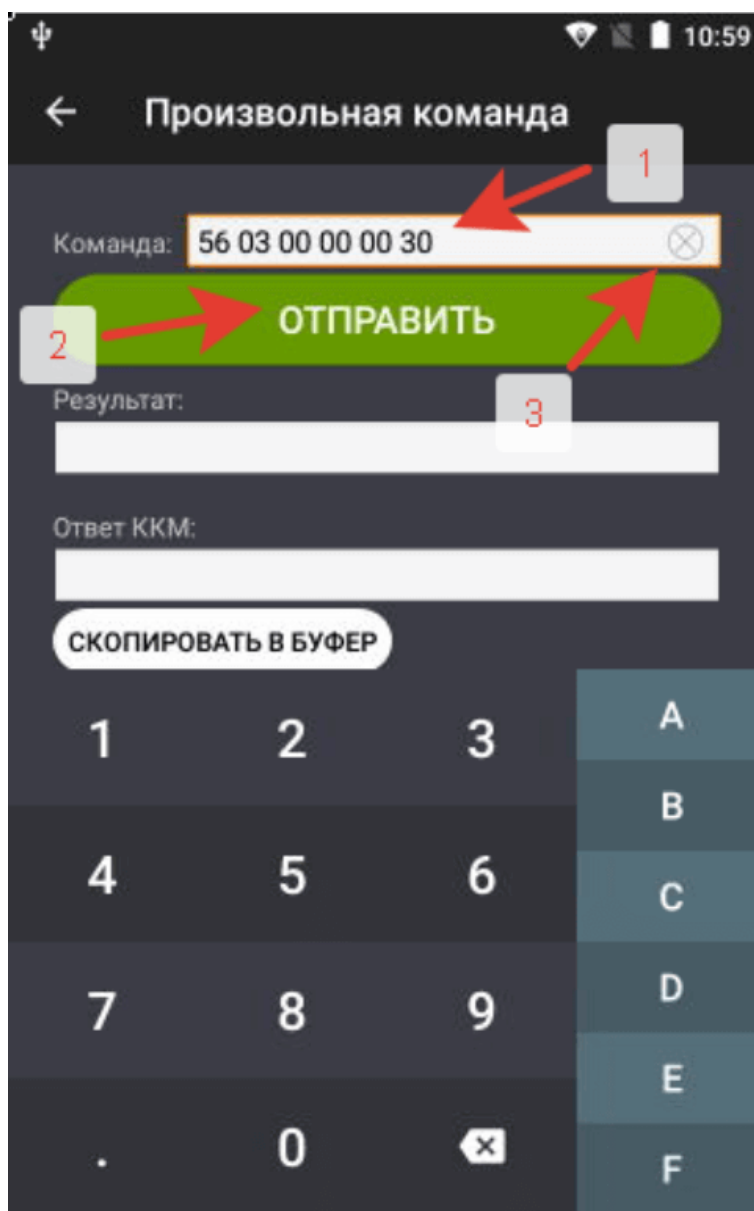 10:59
Произвольная команда
1
Команда: 56 03 00 00 00 30
ОТПРАВИТЬ
2
Результат:
3
Ответ ККМ:
СКОПИРОВАТЬ В БУФЕР
1 2 3 A
B
4 5 6 C
7 8 9 D
E
. 0 F